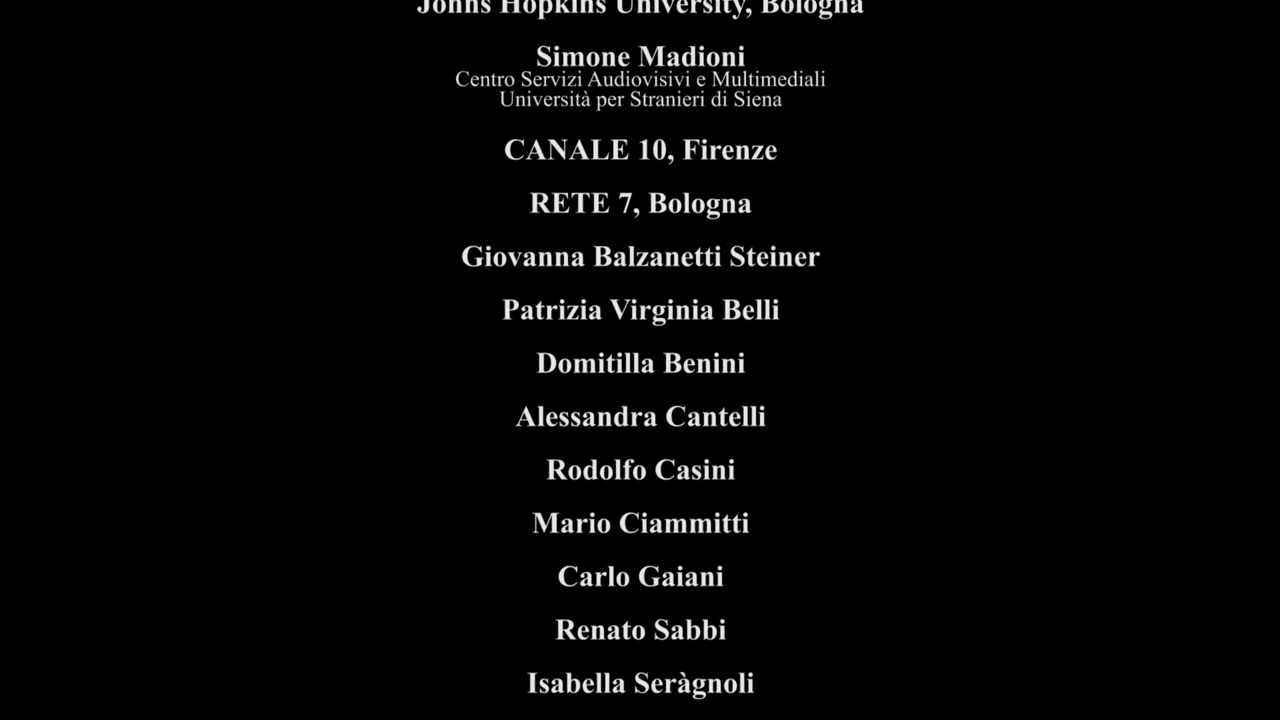 Johns Hopkins University, Bologna
Simone Madioni
Centro Servizi Audiovisivi e Multimediali
Università per Stranieri di Siena
CANALE 10, Firenze
RETE 7, Bologna
Giovanna Balzanetti Steiner
Patrizia Virginia Belli
Domitilla Benini
Alessandra Cantelli
Rodolfo Casini
Mario Ciammitti
Carlo Gaiani
Renato Sabbi
Isabella Seràgnoli